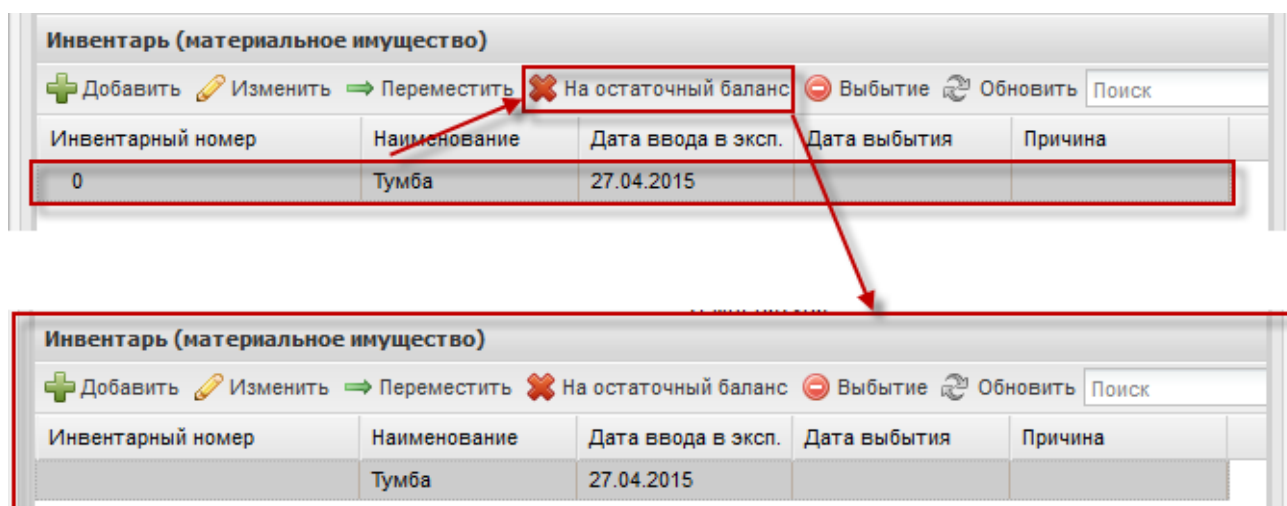 Инвентарь (материальное имущество)
Добавить Изменить Переместить На остаточный баланс Выбытие Обновить Поиск
Инвентарный номер Наименование Дата ввода в эксп. Дата выбытия Причина
0 Тумба 27.04.2015
Инвентарь (материальное имущество)
Добавить Изменить Переместить На остаточный баланс Выбытие Обновить Поиск
Инвентарный номер Наименование Дата ввода в эксп. Дата выбытия Причина
Тумба 27.04.2015